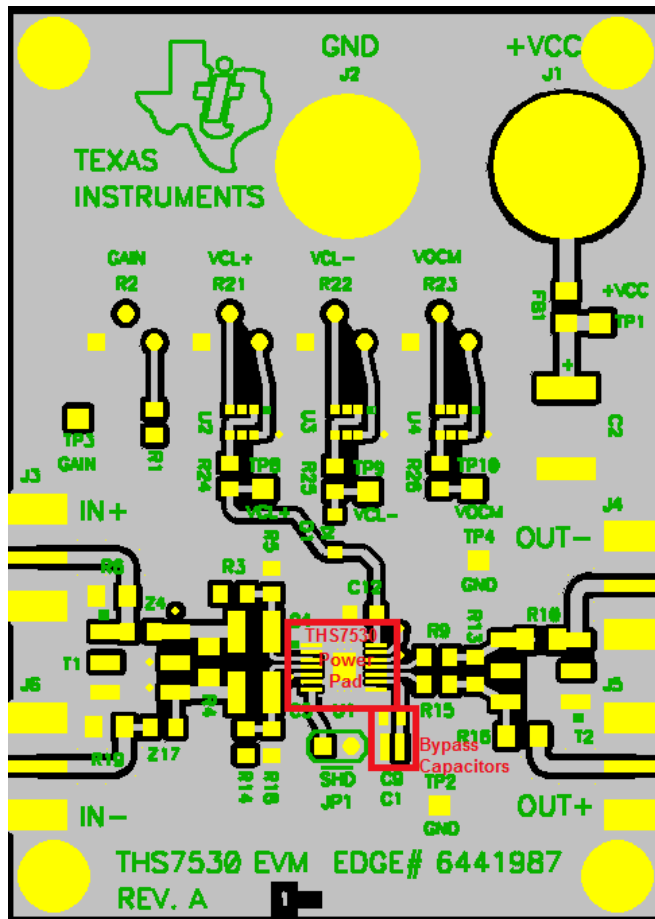 GND
+VCC
J2
J1
TEXAS
INSTRUMENTS
GAIN
VCL+
VCL-
VOCM
R2
R21
R22
R23
+VCC
FB1
TP1
+
C2
U2
U3
U4
TP3
GAIN
R1
R24
TP8
R25
TP9
R26
TP10
VCL+
VCL-
VOCM
J3
IN+
J4
OUT-
TP4
GND
R5
R6
R3
C12
Z4
THS7530
Power
Pad
R9
R13
R10
T1
J6
R4
U1
R15
R16
J5
T2
R19
Z17
Bypass
Capacitors
SHD
JP1
C9
C1
R14
TP2
GND
IN-
OUT+
THS7530 EVM EDGE# 6441987
REV. A
1